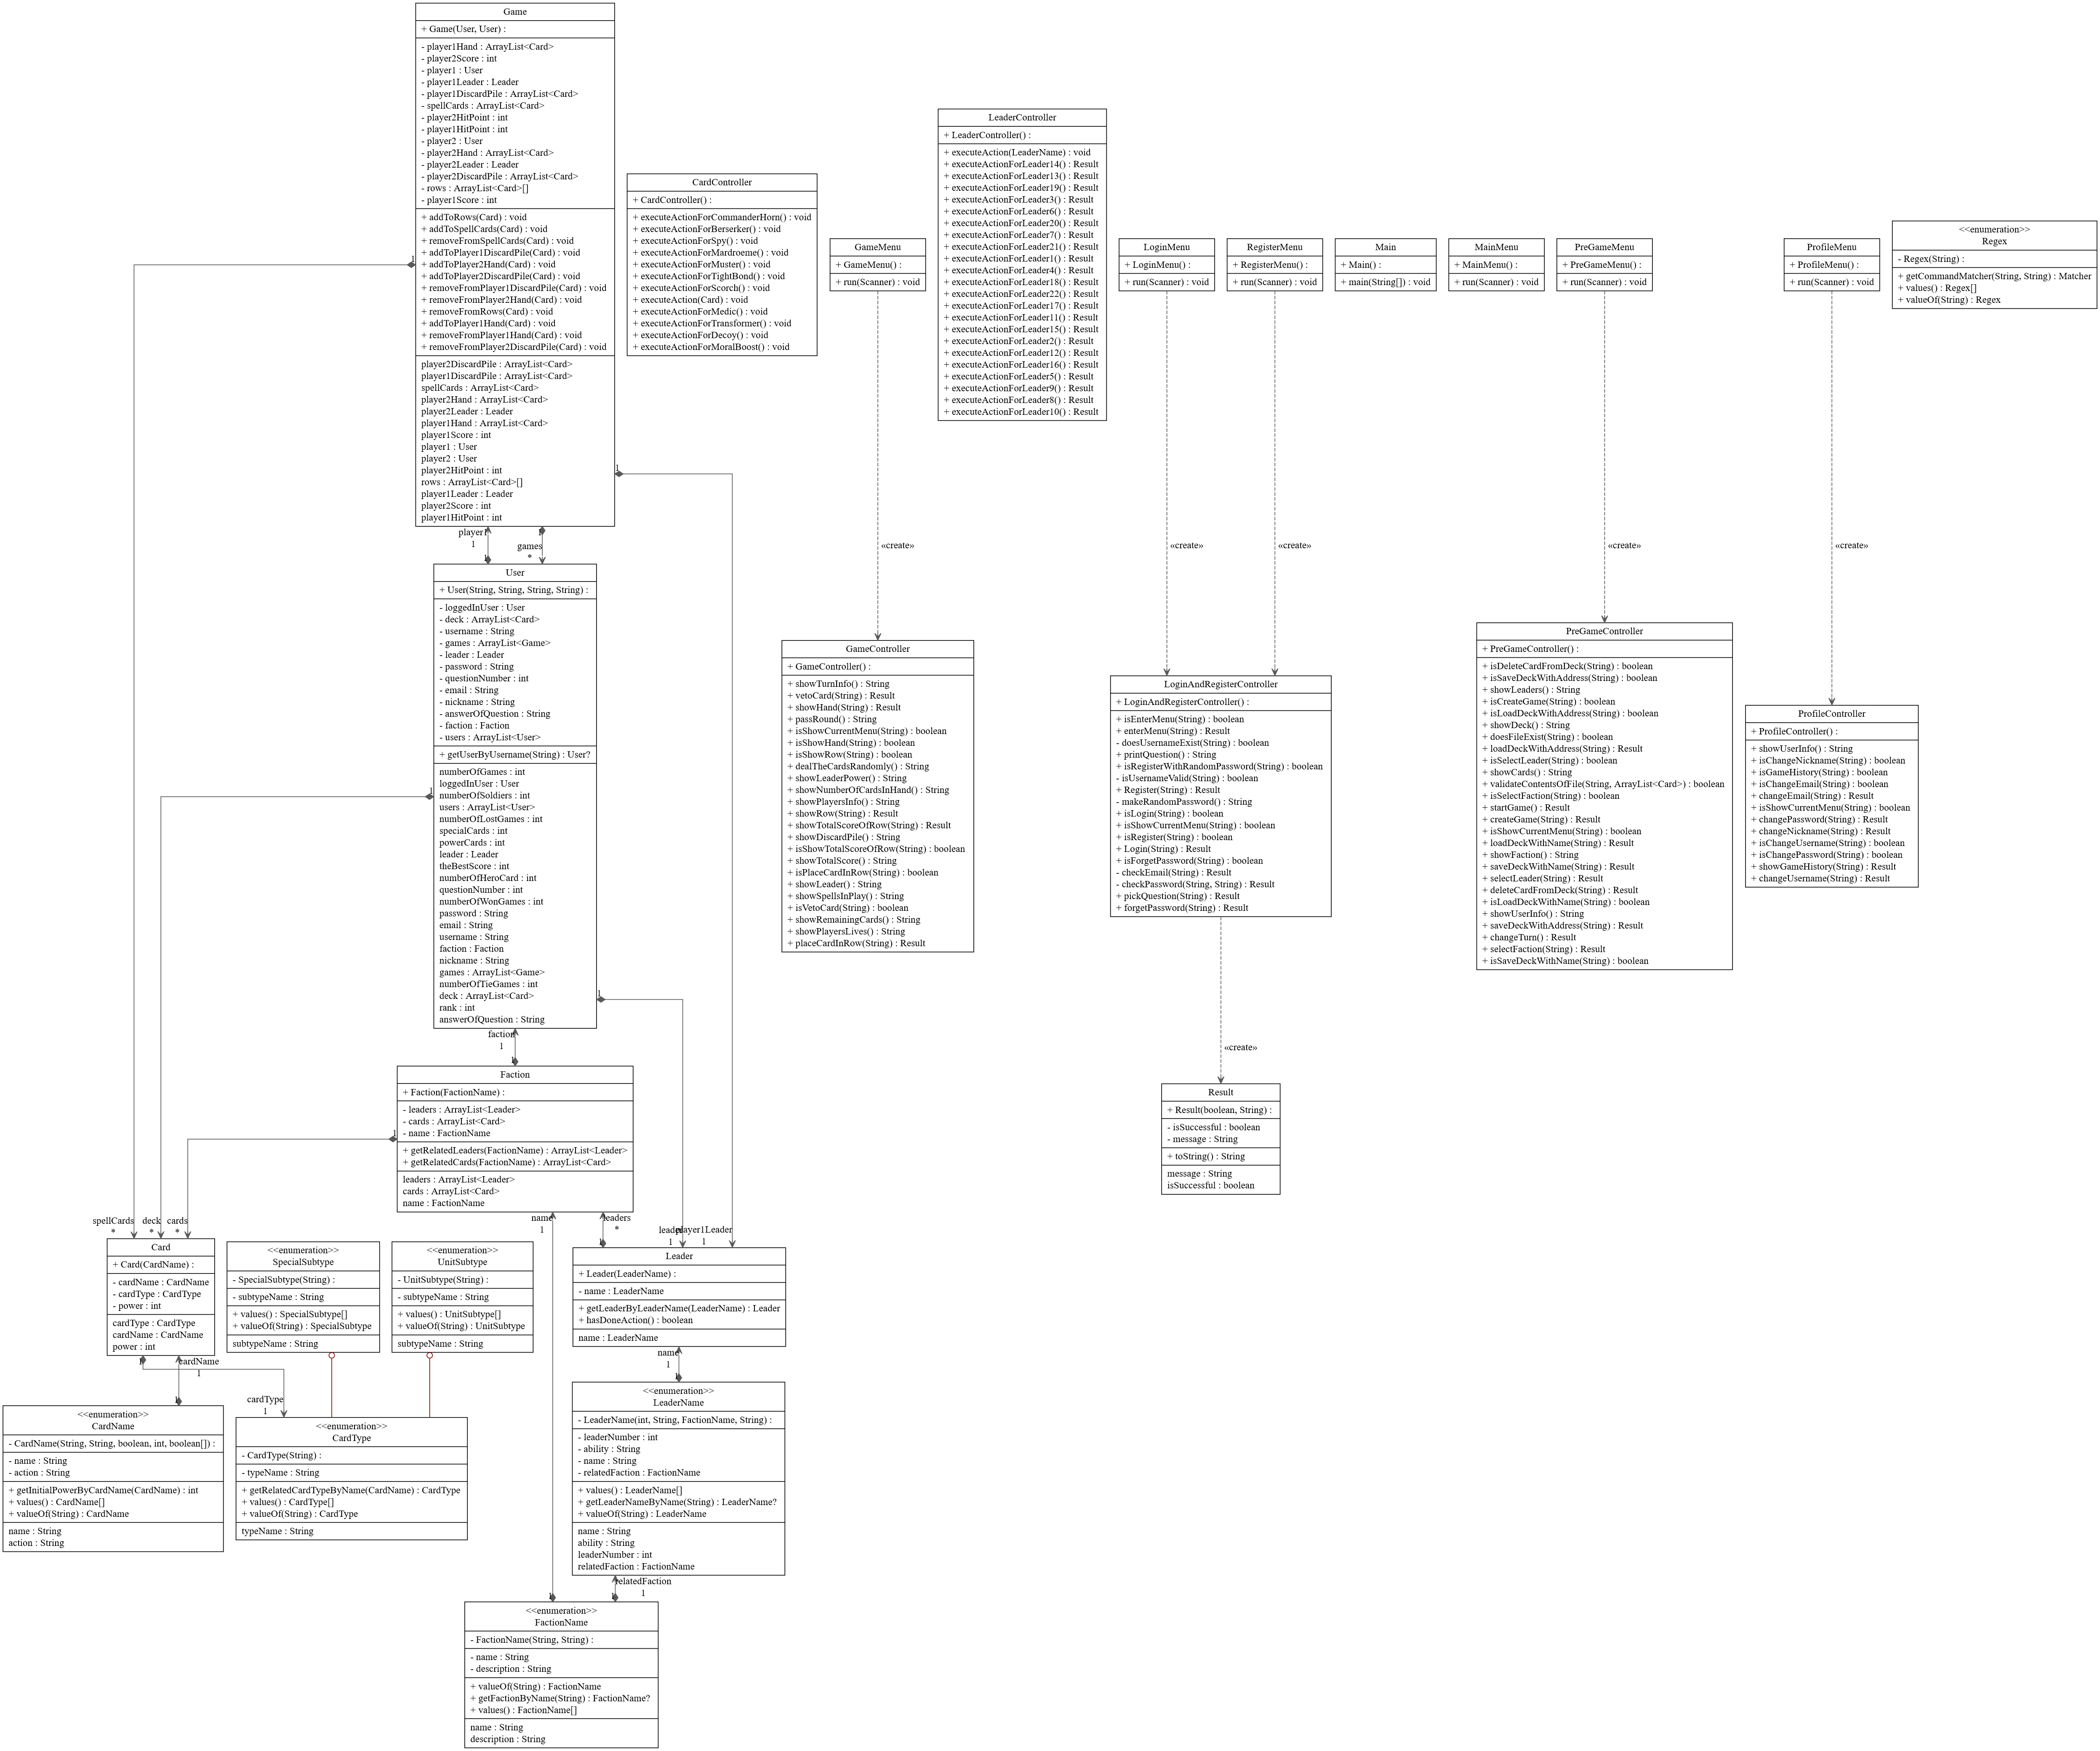 Game
+ Game(User, User) :
- player1Hand : ArrayList<Card>
- player2Score : int
- player1 : User
- player1Leader : Leader
- player1DiscardPile : ArrayList<Card>
- spellCards : ArrayList<Card>
- player2HitPoint : int
- player1HitPoint : int
- player2 : User
- player2Hand : ArrayList<Card>
- player2Leader : Leader
- player2DiscardPile : ArrayList<Card>
- rows : ArrayList<Card>[]
- player1Score : int
+ addToRows(Card) : void
+ addToSpellCards(Card) : void
+ removeFromSpellCards(Card) : void
+ addToPlayer1DiscardPile(Card) : void
+ addToPlayer2Hand(Card) : void
+ addToPlayer2DiscardPile(Card) : void
+ removeFromPlayer1DiscardPile(Card) : void
+ removeFromPlayer2Hand(Card) : void
+ removeFromRows(Card) : void
+ addToPlayer1Hand(Card) : void
+ removeFromPlayer1Hand(Card) : void
+ removeFromPlayer2DiscardPile(Card) : void
player2DiscardPile : ArrayList<Card>
player1DiscardPile : ArrayList<Card>
spellCards : ArrayList<Card>
player2Hand : ArrayList<Card>
player2Leader : Leader
player1Hand : ArrayList<Card>
player1Score : int
player1 : User
player2 : User
player2HitPoint : int
rows : ArrayList<Card>[]
player1Leader : Leader
player2Score : int
player1HitPoint : int
1
1
CardController
+ CardController() :
+ executeActionForCommanderHorn() : void
+ executeActionForBerserker() : void
+ executeActionForSpy() : void
+ executeActionForMardroeme() : void
+ executeActionForMuster() : void
+ executeActionForTightBond() : void
+ executeActionForScorch() : void
+ executeAction(Card) : void
+ executeActionForMedic() : void
+ executeActionForTransformer() : void
+ executeActionForDecoy() : void
+ executeActionForMoralBoost() : void
GameMenu
+ GameMenu() :
+ run(Scanner) : void
LeaderController
+ LeaderController() :
+ executeAction(LeaderName) : void
+ executeActionForLeader14() : Result
+ executeActionForLeader13() : Result
+ executeActionForLeader19() : Result
+ executeActionForLeader3() : Result
+ executeActionForLeader6() : Result
+ executeActionForLeader20() : Result
+ executeActionForLeader7() : Result
+ executeActionForLeader21() : Result
+ executeActionForLeader1() : Result
+ executeActionForLeader4() : Result
+ executeActionForLeader18() : Result
+ executeActionForLeader22() : Result
+ executeActionForLeader17() : Result
+ executeActionForLeader11() : Result
+ executeActionForLeader15() : Result
+ executeActionForLeader2() : Result
+ executeActionForLeader12() : Result
+ executeActionForLeader16() : Result
+ executeActionForLeader5() : Result
+ executeActionForLeader9() : Result
+ executeActionForLeader8() : Result
+ executeActionForLeader10() : Result
LoginMenu
+ LoginMenu() :
+ run(Scanner) : void
RegisterMenu
+ RegisterMenu() :
+ run(Scanner) : void
Main
+ Main() :
+ main(String[]) : void
MainMenu
+ MainMenu() :
+ run(Scanner) : void
PreGameMenu
+ PreGameMenu() :
+ run(Scanner) : void
ProfileMenu
+ ProfileMenu() :
+ run(Scanner) : void
<<enumeration>>
Regex
- Regex(String) :
+ getCommandMatcher(String, String) : Matcher
+ values() : Regex[]
+ valueOf(String) : Regex
player1
1
games
*
1
1
«create»
«create»
«create»
«create»
«create»
User
+ User(String, String, String, String) :
- loggedInUser : User
- deck : ArrayList<Card>
- username : String
- games : ArrayList<Game>
- leader : Leader
- password : String
- questionNumber : int
- email : String
- nickname : String
- answerOfQuestion : String
- faction : Faction
- users : ArrayList<User>
+ getUserByUsername(String) : User?
numberOfGames : int
loggedInUser : User
numberOfSoldiers : int
users : ArrayList<User>
numberOfLostGames : int
specialCards : int
powerCards : int
leader : Leader
theBestScore : int
numberOfHeroCard : int
questionNumber : int
numberOfWonGames : int
password : String
email : String
username : String
faction : Faction
nickname : String
games : ArrayList<Game>
numberOfTieGames : int
deck : ArrayList<Card>
rank : int
answerOfQuestion : String
1
1
GameController
+ GameController() :
+ showTurnInfo() : String
+ vetoCard(String) : Result
+ showHand(String) : Result
+ passRound() : String
+ isShowCurrentMenu(String) : boolean
+ isShowHand(String) : boolean
+ isShowRow(String) : boolean
+ dealTheCardsRandomly() : String
+ showLeaderPower() : String
+ showNumberOfCardsInHand() : String
+ showPlayersInfo() : String
+ showRow(String) : Result
+ showTotalScoreOfRow(String) : Result
+ showDiscardPile() : String
+ isShowTotalScoreOfRow(String) : boolean
+ showTotalScore() : String
+ isPlaceCardInRow(String) : boolean
+ showLeader() : String
+ showSpellsInPlay() : String
+ isVetoCard(String) : boolean
+ showRemainingCards() : String
+ showPlayersLives() : String
+ placeCardInRow(String) : Result
LoginAndRegisterController
+ LoginAndRegisterController() :
+ isEnterMenu(String) : boolean
+ enterMenu(String) : Result
- doesUsernameExist(String) : boolean
+ printQuestion() : String
+ isRegisterWithRandomPassword(String) : boolean
- isUsernameValid(String) : boolean
+ Register(String) : Result
- makeRandomPassword() : String
+ isLogin(String) : boolean
+ isShowCurrentMenu(String) : boolean
+ isRegister(String) : boolean
+ Login(String) : Result
+ isForgetPassword(String) : boolean
- checkEmail(String) : Result
- checkPassword(String, String) : Result
+ pickQuestion(String) : Result
+ forgetPassword(String) : Result
PreGameController
+ PreGameController() :
+ isDeleteCardFromDeck(String) : boolean
+ isSaveDeckWithAddress(String) : boolean
+ showLeaders() : String
+ isCreateGame(String) : boolean
+ isLoadDeckWithAddress(String) : boolean
+ showDeck() : String
+ doesFileExist(String) : boolean
+ loadDeckWithAddress(String) : Result
+ isSelectLeader(String) : boolean
+ showCards() : String
+ validateContentsOfFile(String, ArrayList<Card>) : boolean
+ isSelectFaction(String) : boolean
+ startGame() : Result
+ createGame(String) : Result
+ isShowCurrentMenu(String) : boolean
+ loadDeckWithName(String) : Result
+ showFaction() : String
+ saveDeckWithName(String) : Result
+ selectLeader(String) : Result
+ deleteCardFromDeck(String) : Result
+ isLoadDeckWithName(String) : boolean
+ showUserInfo() : String
+ saveDeckWithAddress(String) : Result
+ changeTurn() : Result
+ selectFaction(String) : Result
+ isSaveDeckWithName(String) : boolean
ProfileController
+ ProfileController() :
+ showUserInfo() : String
+ isChangeNickname(String) : boolean
+ isGameHistory(String) : boolean
+ isChangeEmail(String) : boolean
+ changeEmail(String) : Result
+ isShowCurrentMenu(String) : boolean
+ changePassword(String) : Result
+ changeNickname(String) : Result
+ isChangeUsername(String) : boolean
+ isChangePassword(String) : boolean
+ showGameHistory(String) : Result
+ changeUsername(String) : Result
faction
1
1
«create»
Faction
+ Faction(FactionName) :
- leaders : ArrayList<Leader>
- cards : ArrayList<Card>
- name : FactionName
+ getRelatedLeaders(FactionName) : ArrayList<Leader>
+ getRelatedCards(FactionName) : ArrayList<Card>
leaders : ArrayList<Leader>
cards : ArrayList<Card>
name : FactionName
1
Result
+ Result(boolean, String) :
- isSuccessful : boolean
- message : String
+ toString() : String
message : String
isSuccessful : boolean
spellCards
*
deck
*
cards
*
name
1
leaders
*
1
leader
1
player1Leader
1
Card
+ Card(CardName) :
- cardName : CardName
- cardType : CardType
- power : int
cardType : CardType
cardName : CardName
power : int
<<enumeration>>
SpecialSubtype
- SpecialSubtype(String) :
- subtypeName : String
+ values() : SpecialSubtype[]
+ valueOf(String) : SpecialSubtype
subtypeName : String
<<enumeration>>
UnitSubtype
- UnitSubtype(String) :
- subtypeName : String
+ values() : UnitSubtype[]
+ valueOf(String) : UnitSubtype
subtypeName : String
Leader
+ Leader(LeaderName) :
- name : LeaderName
+ getLeaderByLeaderName(LeaderName) : Leader
+ hasDoneAction() : boolean
name : LeaderName
1
cardName
1
1
cardType
1
name
1
1
<<enumeration>>
CardName
- CardName(String, String, boolean, int, boolean[]) :
- name : String
- action : String
+ getInitialPowerByCardName(CardName) : int
+ values() : CardName[]
+ valueOf(String) : CardName
name : String
action : String
<<enumeration>>
CardType
- CardType(String) :
- typeName : String
+ getRelatedCardTypeByName(CardName) : CardType
+ values() : CardType[]
+ valueOf(String) : CardType
typeName : String
<<enumeration>>
LeaderName
- LeaderName(int, String, FactionName, String) :
- leaderNumber : int
- ability : String
- name : String
- relatedFaction : FactionName
+ values() : LeaderName[]
+ getLeaderNameByName(String) : LeaderName?
+ valueOf(String) : LeaderName
name : String
ability : String
leaderNumber : int
relatedFaction : FactionName
relatedFaction
1
1
1
<<enumeration>>
FactionName
- FactionName(String, String) :
- name : String
- description : String
+ valueOf(String) : FactionName
+ getFactionByName(String) : FactionName?
+ values() : FactionName[]
name : String
description : String